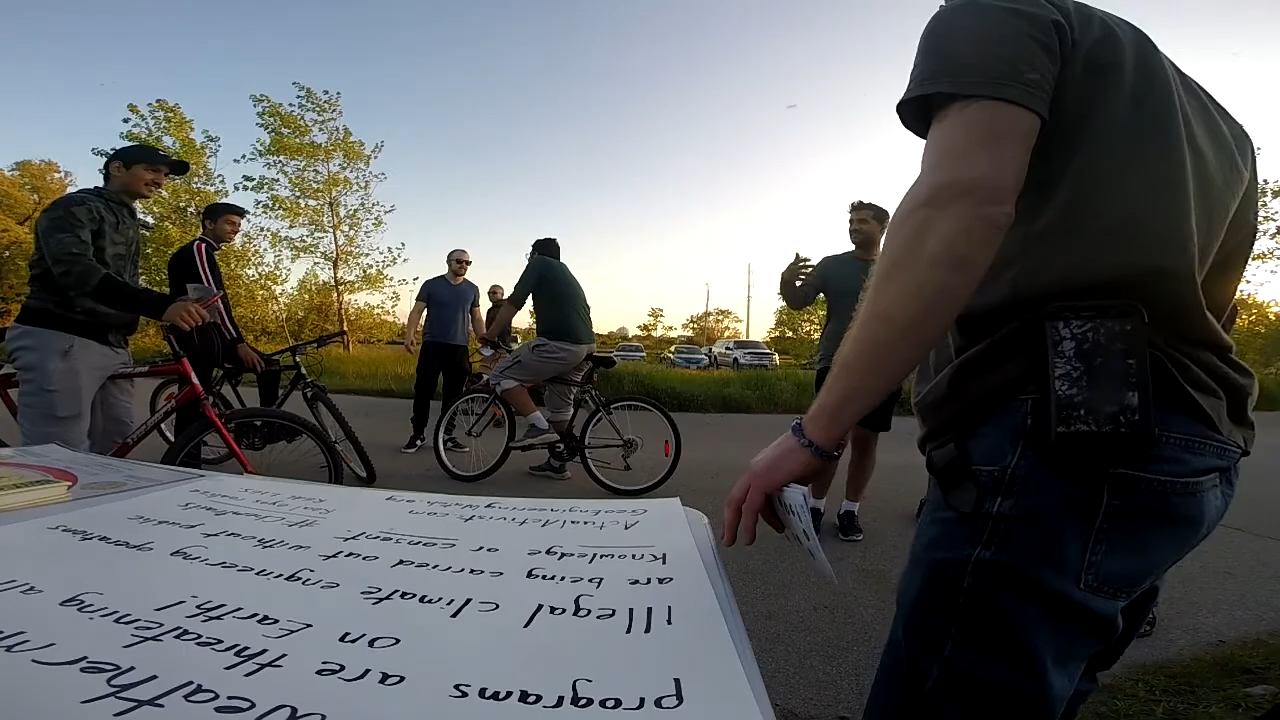 Weather
programs are threatening
on Earth!
Illegal climate engineering operations
are being carried out without public
Knowledge or consent.
#Chemtrails
ActualActivist.com
GeoEngineeringWatch.org